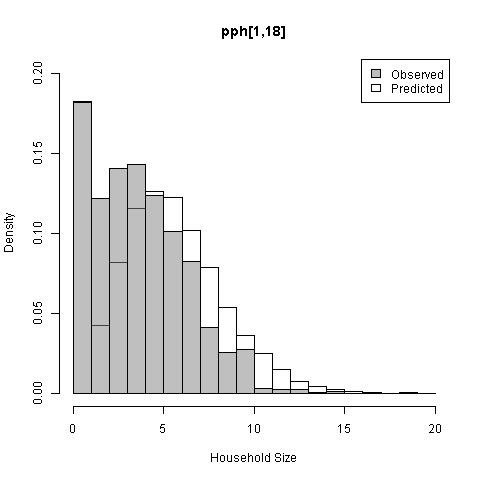 pph[1,18]
Observed
Predicted
0.20
0.15
0.10
0.05
0.00
Density
0 5 10 15 20
Household Size